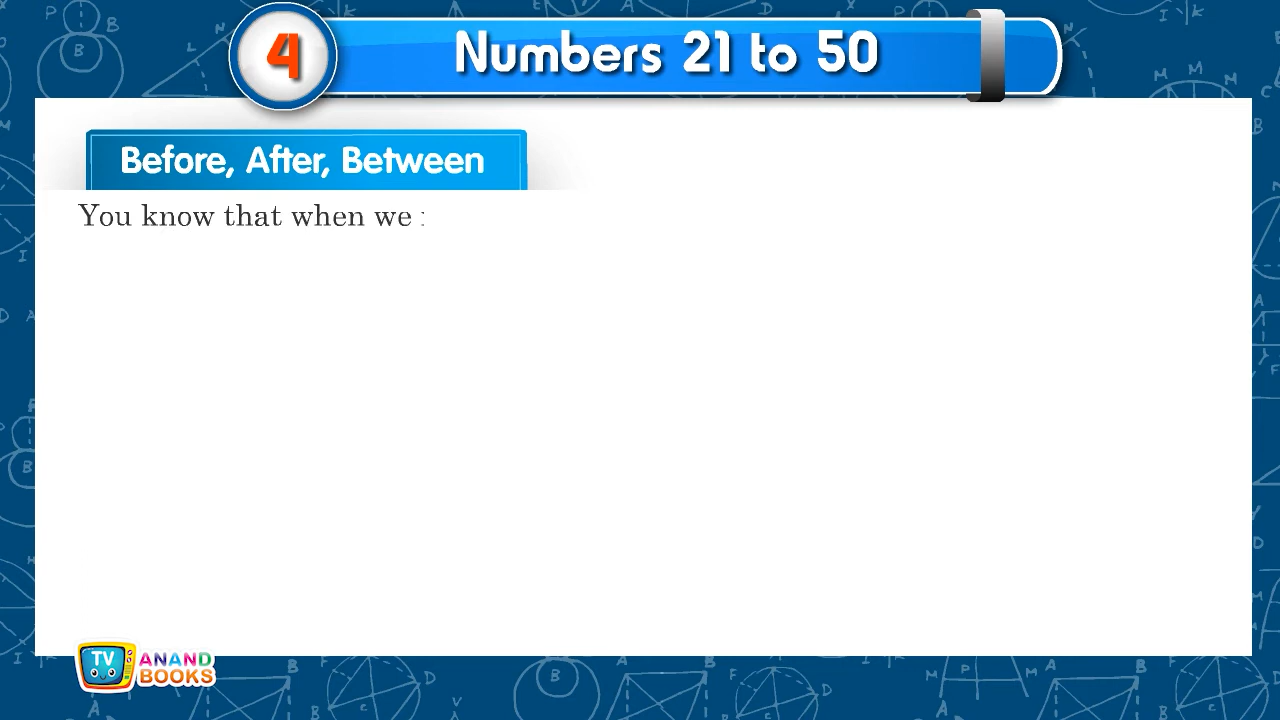 4
Numbers 21 to 50
Before, After, Between
You know that when we
TV
ANAND
BOOKS